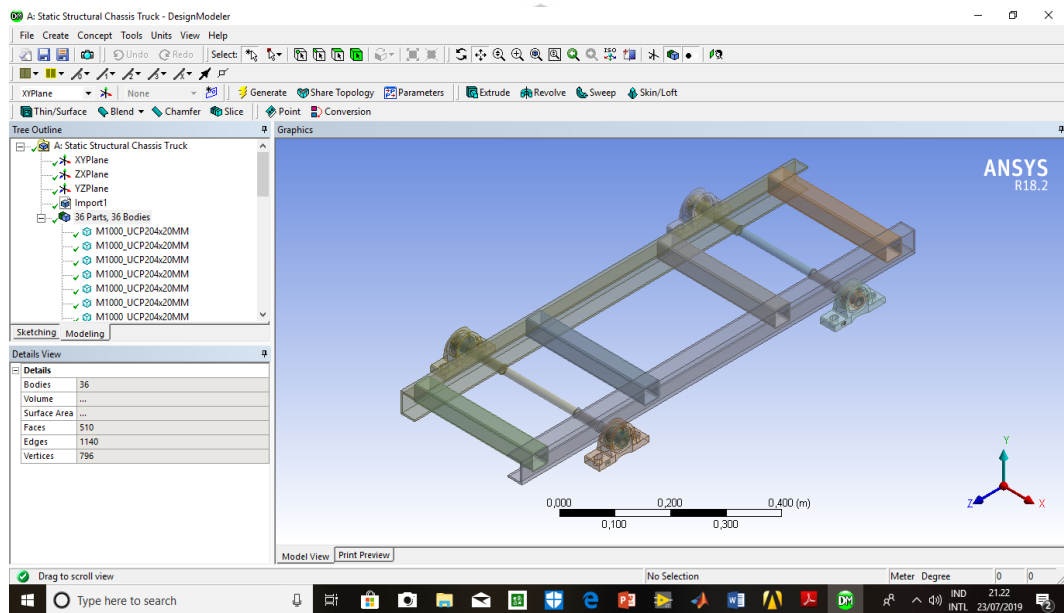 A: Static Structural Chassis Truck - DesignModeler
File Create Concept Tools Units View Help
Undo Redo Select:
ISO
XYPlane None Generate Share Topology Parameters Extrude Revolve Sweep Skin/Loft
Thin/Surface Blend Chamfer Slice Point Conversion
Tree Outline
A: Static Structural Chassis Truck
XYPlane
ZXPlane
YZPlane
Import1
36 Parts, 36 Bodies
M1000_UCP204x20MM
M1000_UCP204x20MM
M1000_UCP204x20MM
M1000_UCP204x20MM
M1000_UCP204x20MM
M1000_UCP204x20MM
M1000 UCP204x20MM
Sketching Modeling
Details View
Details
Bodies 36
Volume ...
Surface Area ...
Faces 510
Edges 1140
Vertices 796
Graphics
ANSYS
R18.2
0,000 0,200 0,400 (m)
0,100 0,300
Y
Z X
Model View Print Preview
Drag to scroll view No Selection Meter Degree 0 0
Type here to search
DM
IND 21.22
INTL 23/07/2019